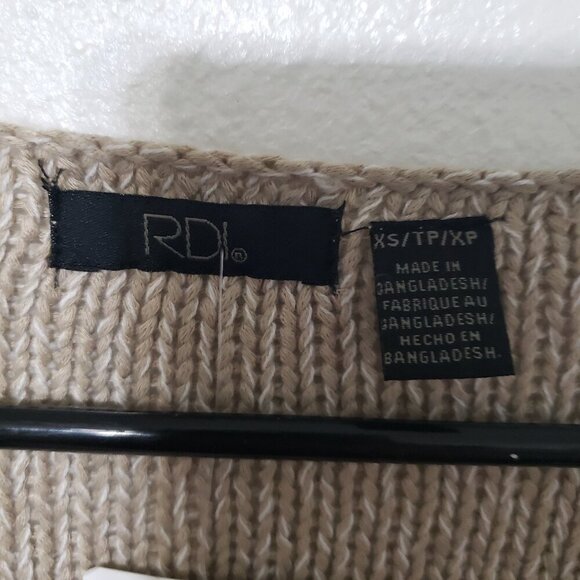 RDI®
XS/TP/XP
MADE IN
BANGLADESH/
FABRIQUE AU
BANGLADESH/
HECHO EN
BANGLADESH.